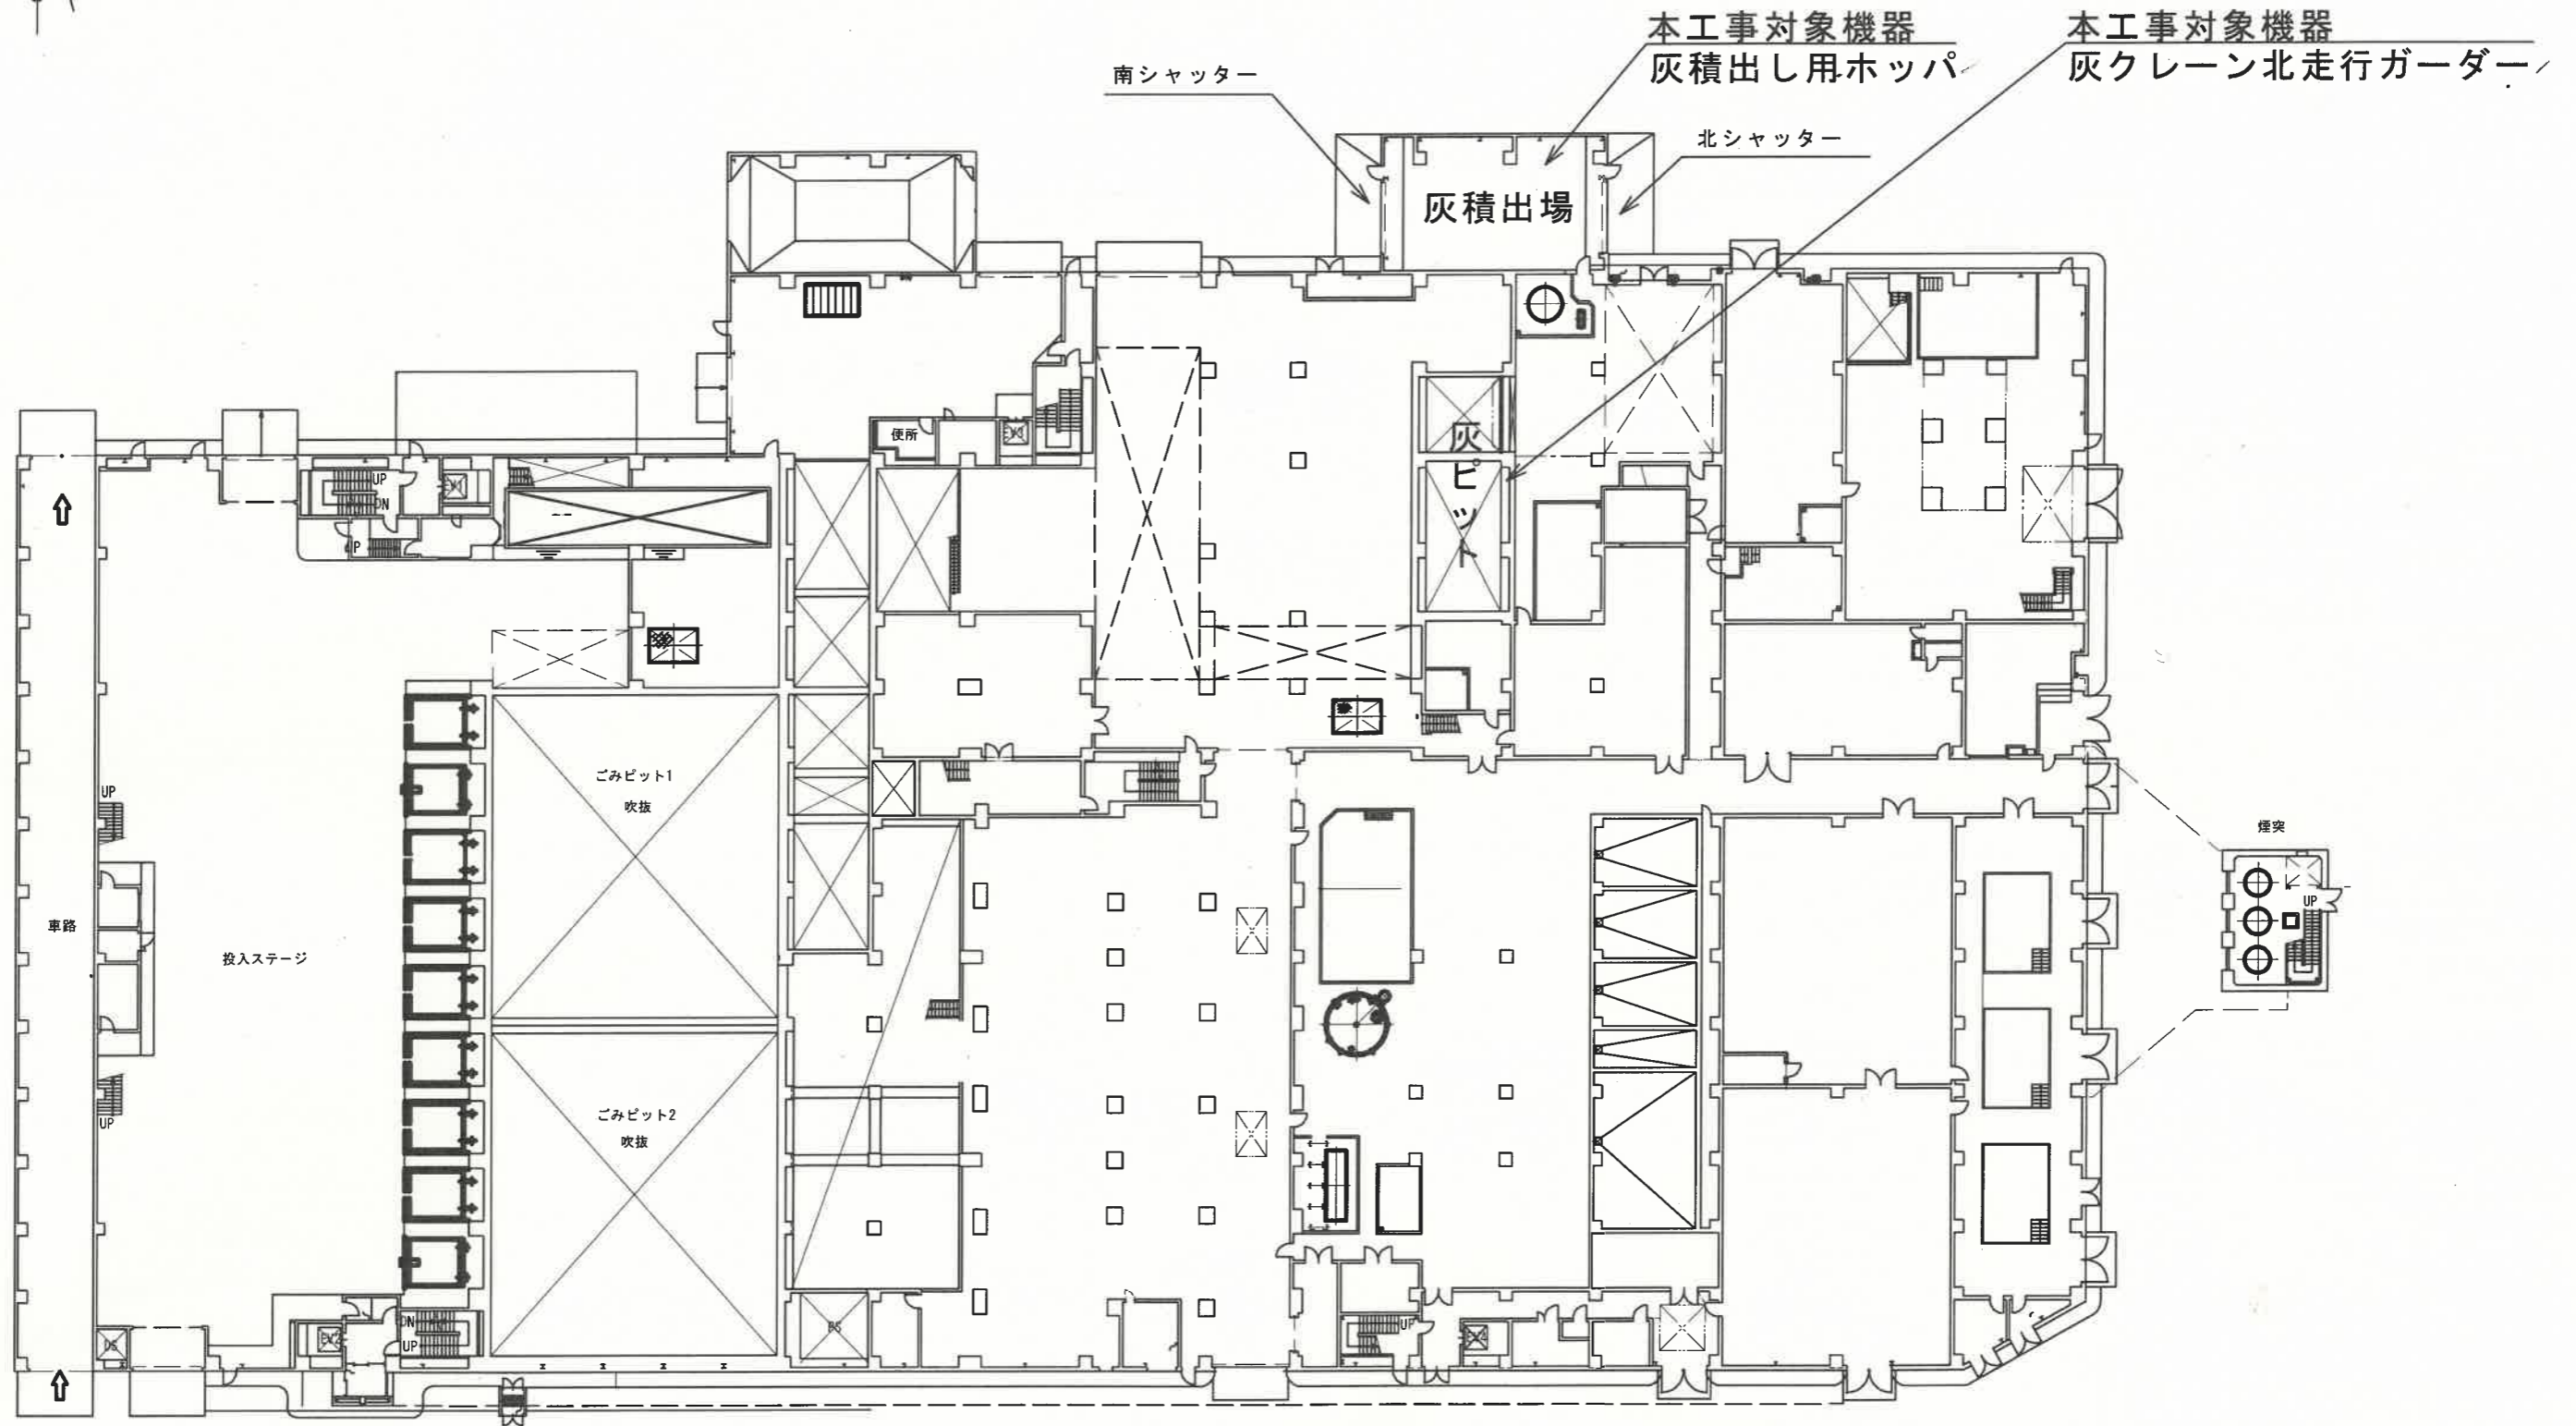 本工事対象機器
灰積出し用ホッパ
本工事対象機器
灰クレーン北走行ガーダー
南シャッター
北シャッター
灰積出場
便所
灰ピット
UP
DN
UP
ごみピット1
吹抜
煙突
UP
車路
投入ステージ
ごみピット2
吹抜
UP
DS
DN
UP
UP